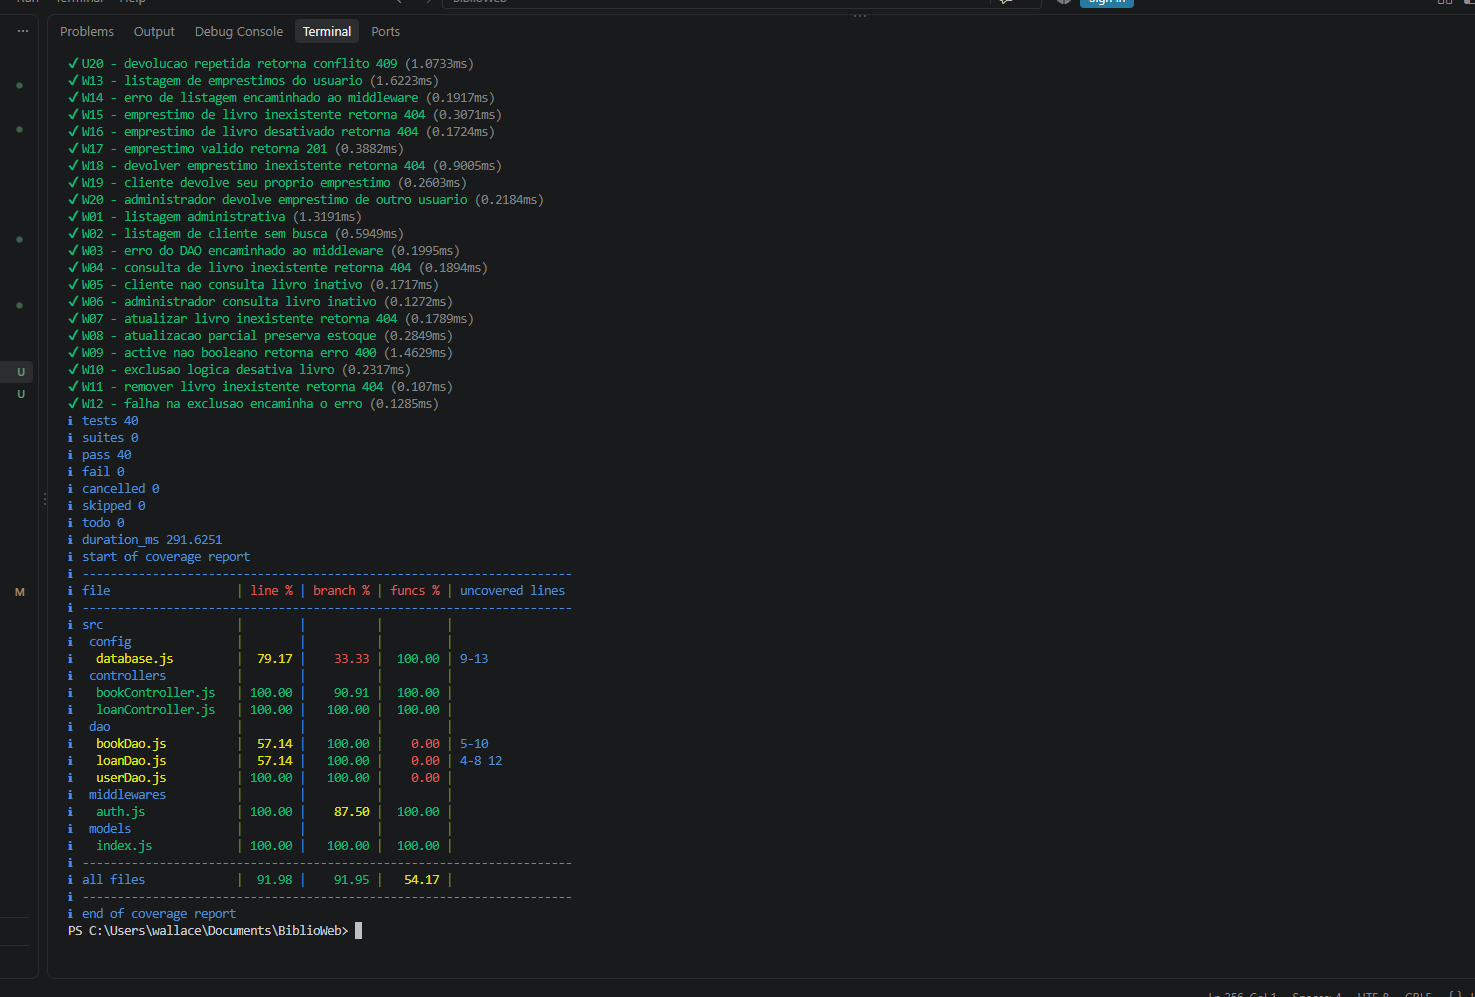 Run Terminal Help BiblioWeb Sign in
Problems Output Debug Console Terminal Ports
✓ U20 - devolucao repetida retorna conflito 409 (1.0733ms)
✓ W13 - listagem de emprestimos do usuario (1.6223ms)
✓ W14 - erro de listagem encaminhado ao middleware (0.1917ms)
✓ W15 - emprestimo de livro inexistente retorna 404 (0.3071ms)
✓ W16 - emprestimo de livro desativado retorna 404 (0.1724ms)
✓ W17 - emprestimo valido retorna 201 (0.3882ms)
✓ W18 - devolver emprestimo inexistente retorna 404 (0.9005ms)
✓ W19 - cliente devolve seu proprio emprestimo (0.2603ms)
✓ W20 - administrador devolve emprestimo de outro usuario (0.2184ms)
✓ W01 - listagem administrativa (1.3191ms)
✓ W02 - listagem de cliente sem busca (0.5949ms)
✓ W03 - erro do DAO encaminhado ao middleware (0.1995ms)
✓ W04 - consulta de livro inexistente retorna 404 (0.1894ms)
✓ W05 - cliente nao consulta livro inativo (0.1717ms)
✓ W06 - administrador consulta livro inativo (0.1272ms)
✓ W07 - atualizar livro inexistente retorna 404 (0.1789ms)
✓ W08 - atualizacao parcial preserva estoque (0.2849ms)
✓ W09 - active nao booleano retorna erro 400 (1.4629ms)
✓ W10 - exclusao logica desativa livro (0.2317ms)
✓ W11 - remover livro inexistente retorna 404 (0.107ms)
✓ W12 - falha na exclusao encaminha o erro (0.1285ms)
ℹ tests 40
ℹ suites 0
ℹ pass 40
ℹ fail 0
ℹ cancelled 0
ℹ skipped 0
ℹ todo 0
ℹ duration_ms 291.6251
ℹ start of coverage report
ℹ ----------------------------------------------------------------------
ℹ file | line % | branch % | funcs % | uncovered lines
ℹ ----------------------------------------------------------------------
ℹ src | | | |
ℹ config | | | |
ℹ database.js | 79.17 | 33.33 | 100.00 | 9-13
ℹ controllers | | | |
ℹ bookController.js | 100.00 | 90.91 | 100.00 |
ℹ loanController.js | 100.00 | 100.00 | 100.00 |
ℹ dao | | | |
ℹ bookDao.js | 57.14 | 100.00 | 0.00 | 5-10
ℹ loanDao.js | 57.14 | 100.00 | 0.00 | 4-8 12
ℹ userDao.js | 100.00 | 100.00 | 0.00 |
ℹ middlewares | | | |
ℹ auth.js | 100.00 | 87.50 | 100.00 |
ℹ models | | | |
ℹ index.js | 100.00 | 100.00 | 100.00 |
ℹ ----------------------------------------------------------------------
ℹ all files | 91.98 | 91.95 | 54.17 |
ℹ ----------------------------------------------------------------------
ℹ end of coverage report
PS C:\Users\wallace\Documents\BiblioWeb>
U
U
M